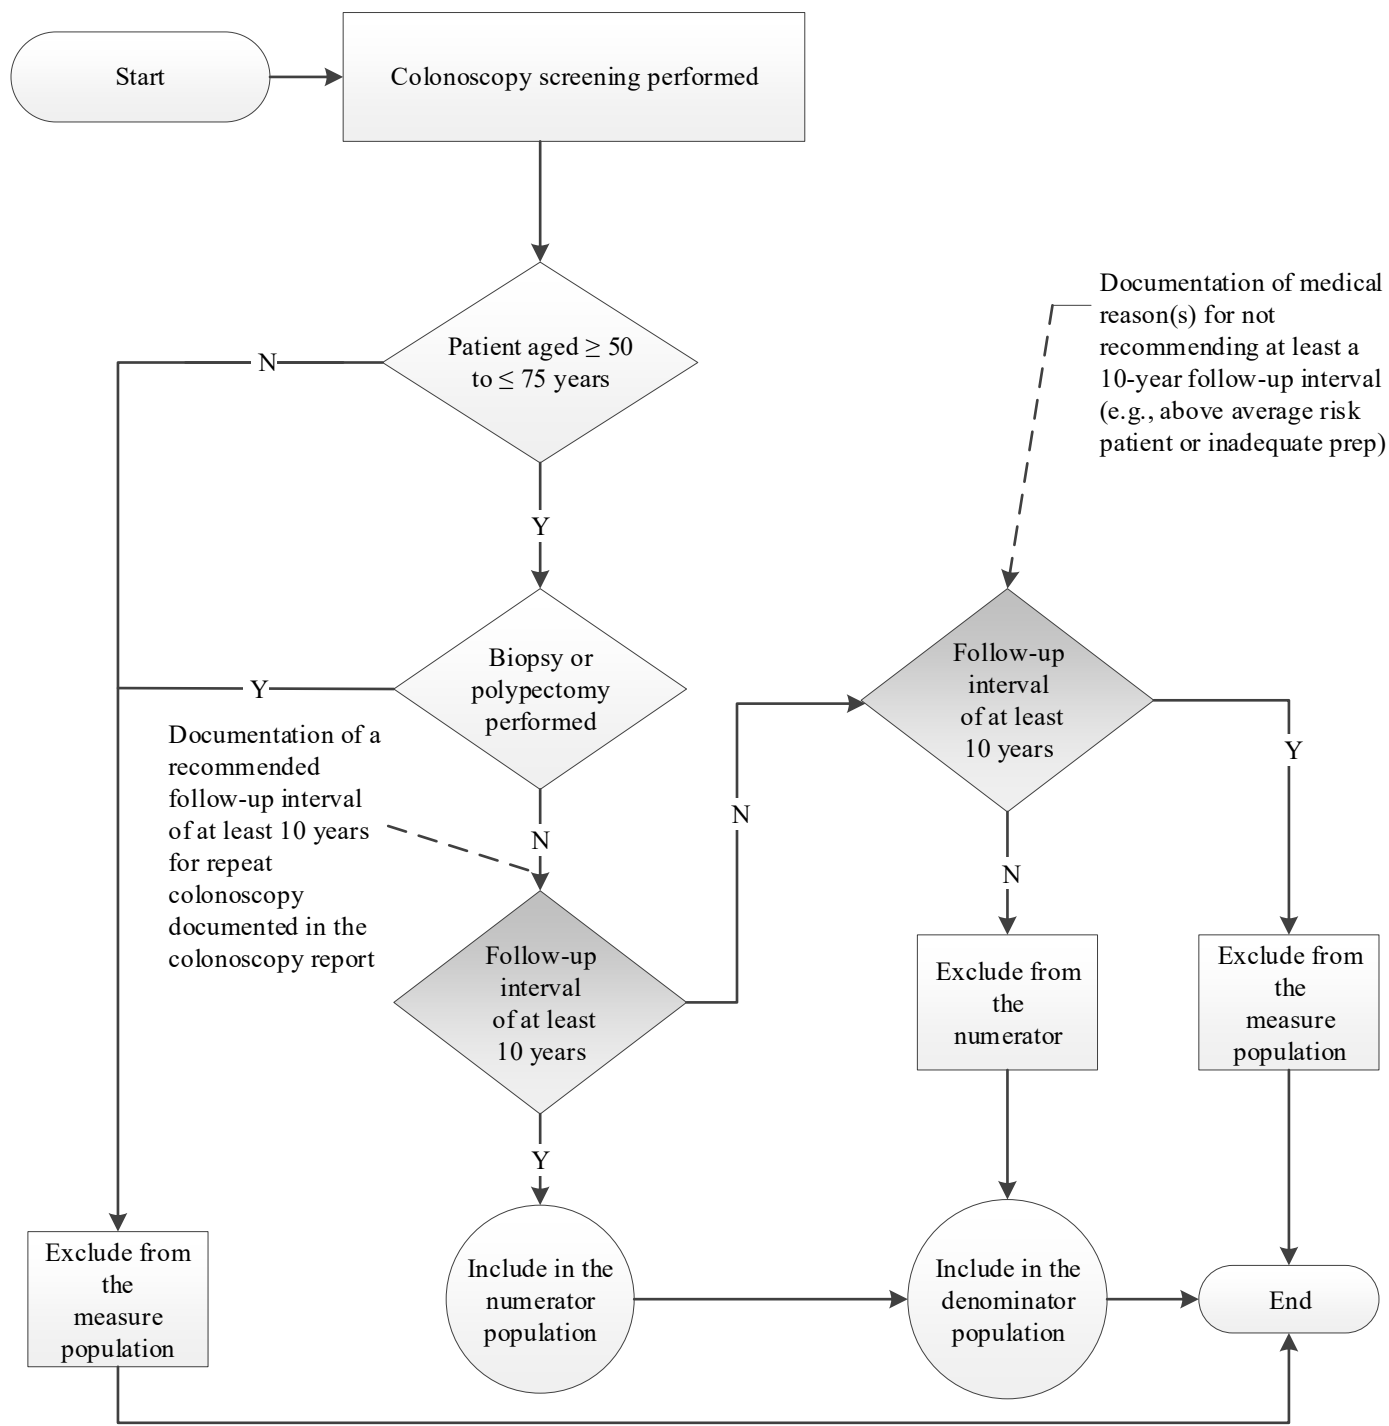 Start
Colonoscopy screening performed
Patient aged ≥ 50
to ≤ 75 years
N
Y
Documentation of medical
reason(s) for not
recommending at least a
10-year follow-up interval
(e.g., above average risk
patient or inadequate prep)
Biopsy or
polypectomy
performed
Y
N
Documentation of a
recommended
follow-up interval
of at least 10 years
for repeat
colonoscopy
documented in the
colonoscopy report
Follow-up
interval
of at least
10 years
N
Y
Follow-up
interval
of at least
10 years
Y
N
Exclude from
the
numerator
Exclude from
the
measure
population
Exclude from
the
measure
population
Include in the
numerator
population
Include in the
denominator
population
End